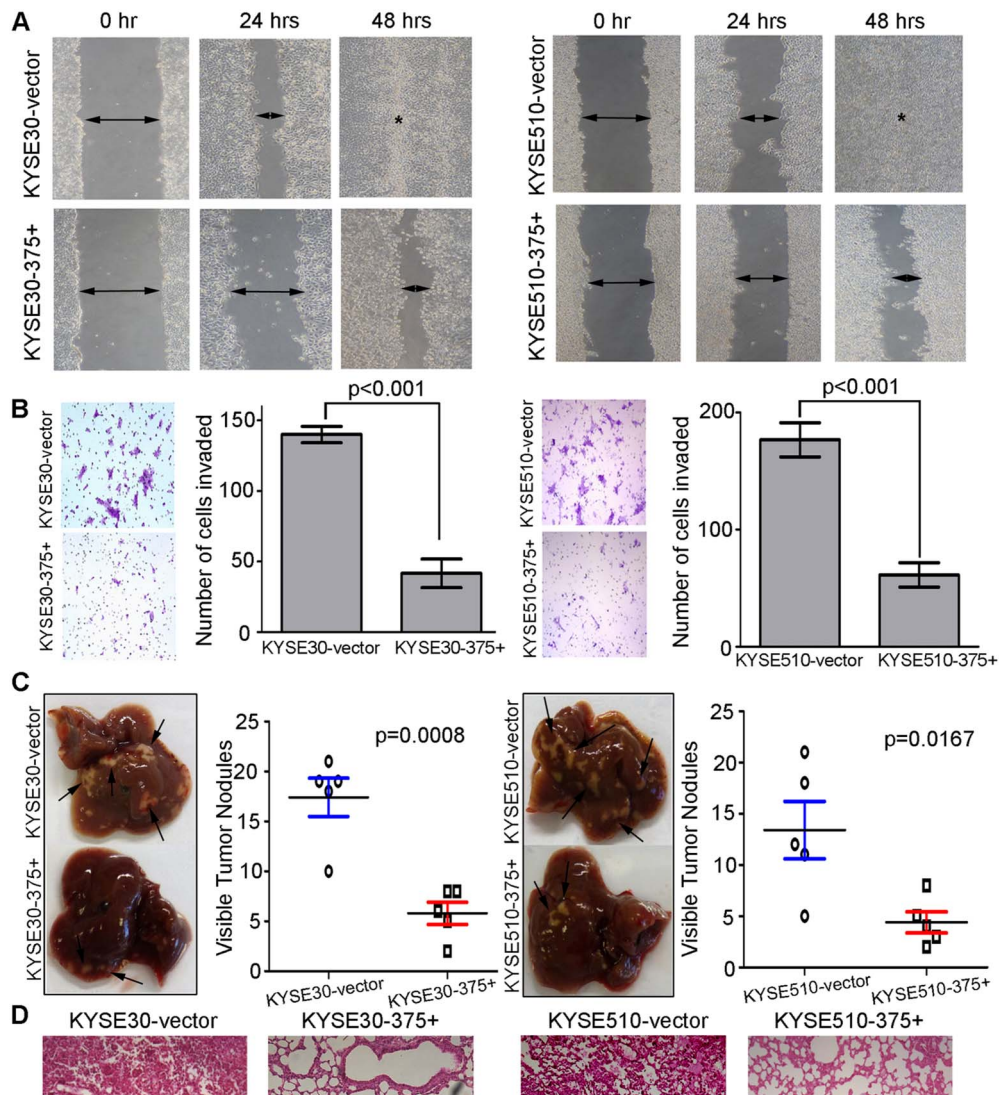 A
0 hr
24 hrs
48 hrs
0 hr
24 hrs
48 hrs
KYSE30-vector
*
KYSE510-vector
*
KYSE30-375+
KYSE510-375+
B
KYSE30-vector
KYSE30-375+
Number of cells invaded
p<0.001
150
100
50
0
KYSE30-vector
KYSE30-375+
KYSE510-vector
KYSE510-375+
Number of cells invaded
p<0.001
200
100
0
KYSE510-vector
KYSE510-375+
C
KYSE30-vector
KYSE30-375+
Visible Tumor Nodules
p=0.0008
25
20
15
10
5
0
KYSE30-vector
KYSE30-375+
KYSE510-vector
KYSE510-375+
Visible Tumor Nodules
p=0.0167
25
20
15
10
5
0
KYSE510-vector
KYSE510-375+
D
KYSE30-vector
KYSE30-375+
KYSE510-vector
KYSE510-375+